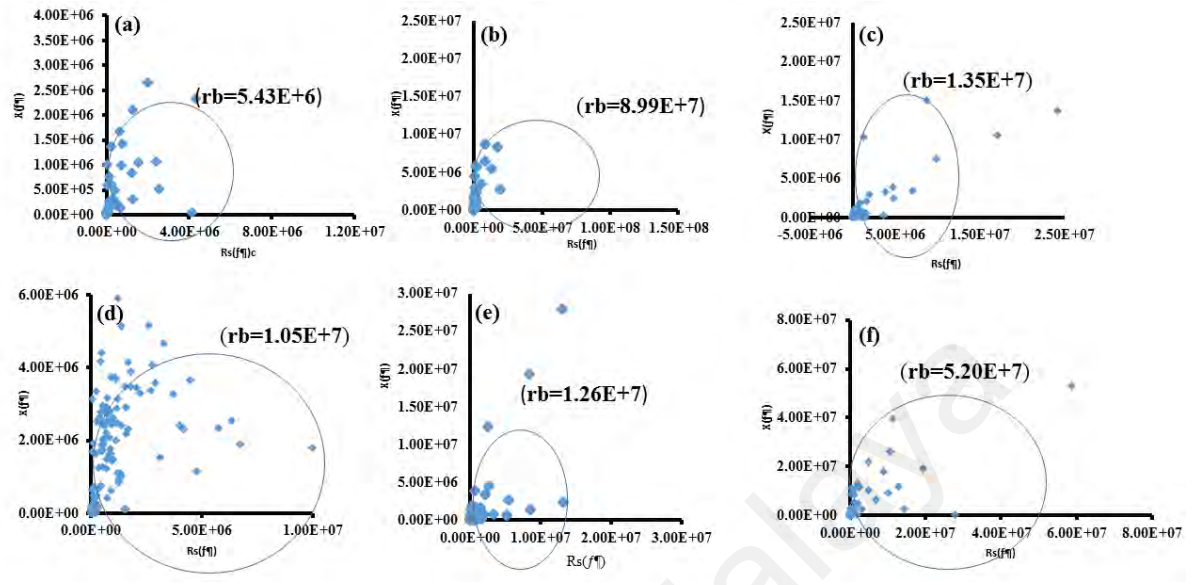 (a)
4.00E+06
3.50E+06
3.00E+06
2.50E+06
2.00E+06
1.50E+06
1.00E+06
5.00E+05
0.00E+00
X(ƒ¶)
(rb=5.43E+6)
0.00E+00 4.00E+06 8.00E+06 1.20E+07
Rs(ƒ¶)c
(b)
2.50E+07
2.00E+07
1.50E+07
1.00E+07
5.00E+06
0.00E+00
X(ƒ¶)
(rb=8.99E+7)
0.00E+00 5.00E+07 1.00E+08 1.50E+08
Rs(ƒ¶)
(c)
2.50E+07
2.00E+07
1.50E+07
1.00E+07
5.00E+06
0.00E+00
X(ƒ¶)
(rb=1.35E+7)
-5.00E+06 5.00E+06 1.50E+07 2.50E+07
Rs(ƒ¶)
(d)
6.00E+06
4.00E+06
2.00E+06
0.00E+00
X(ƒ¶)
(rb=1.05E+7)
0.00E+00 5.00E+06 1.00E+07
Rs(ƒ¶)
(e)
3.00E+07
2.50E+07
2.00E+07
1.50E+07
1.00E+07
5.00E+06
0.00E+00
X(ƒ¶)
(rb=1.26E+7)
0.00E+00 1.00E+07 2.00E+07 3.00E+07
Rs(ƒ¶)
(f)
8.00E+07
6.00E+07
4.00E+07
2.00E+07
0.00E+00
X(ƒ¶)
(rb=5.20E+7)
0.00E+00 2.00E+07 4.00E+07 6.00E+07 8.00E+07
Rs(ƒ¶)
alaya